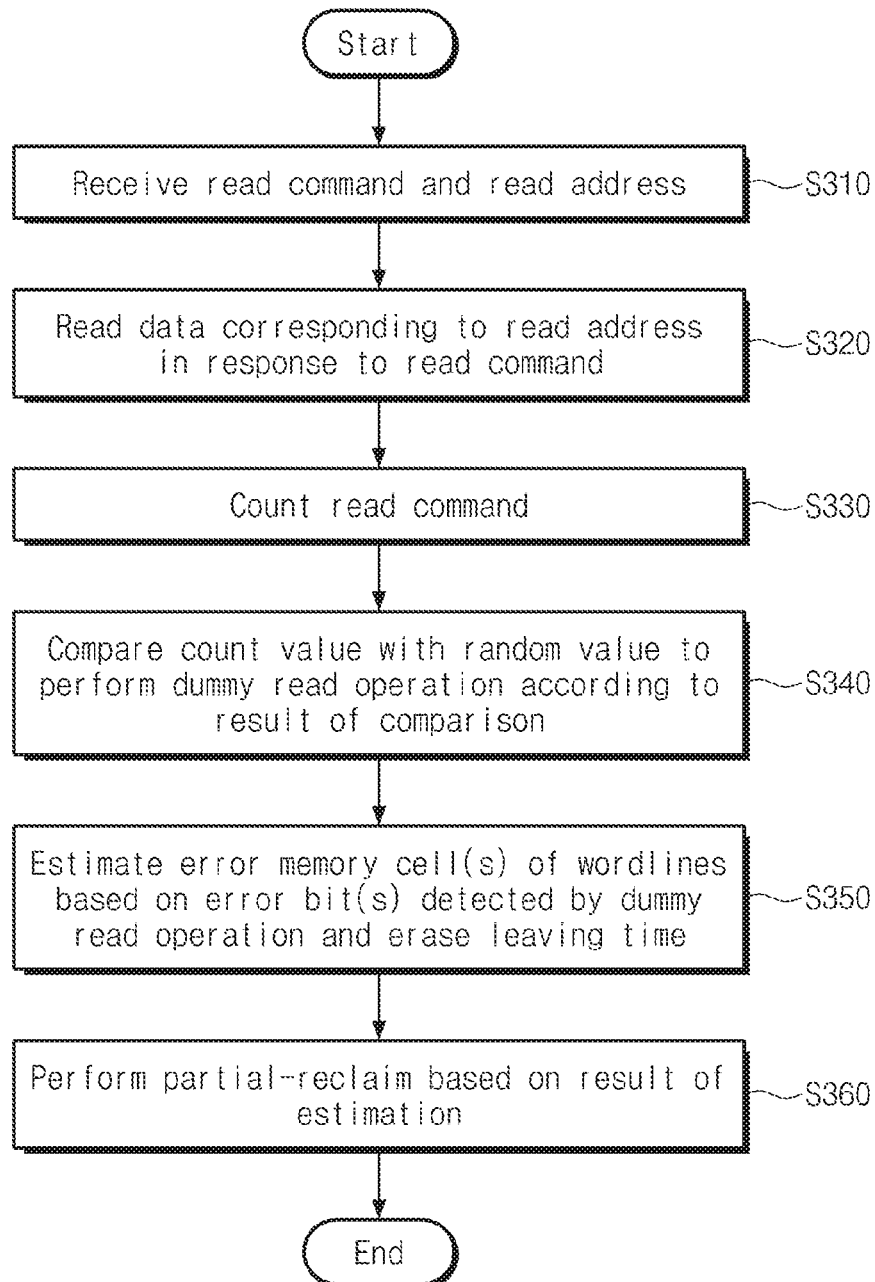 Start
Receive read command and read address
S310
Read data corresponding to read address
in response to read command
S320
Count read command
S330
Compare count value with random value to
perform dummy read operation according to
result of comparison
S340
Estimate error memory cell(s) of wordlines
based on error bit(s) detected by dummy
read operation and erase leaving time
S350
Perform partial-reclaim based on result of
estimation
S360
End